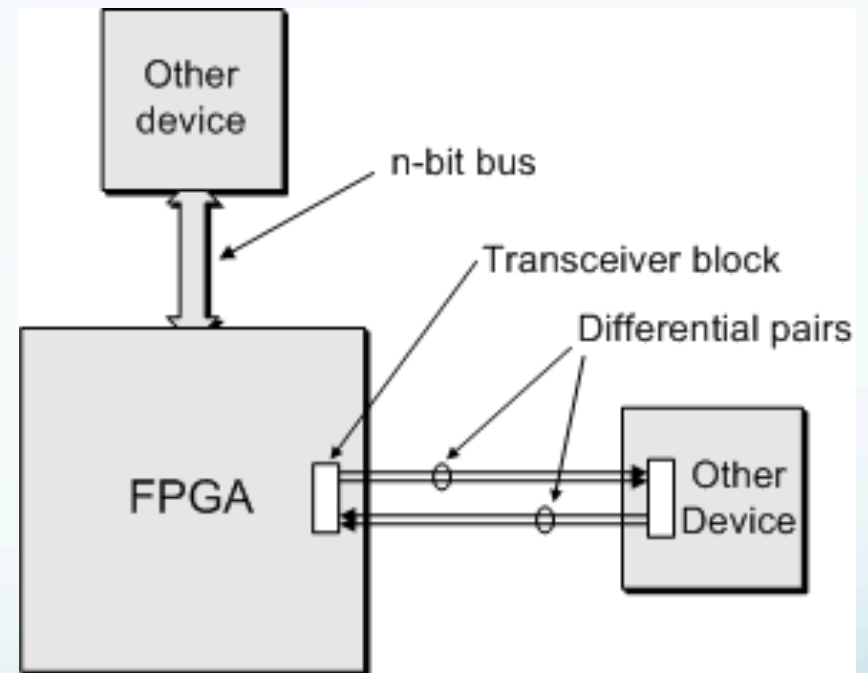 Other
device
n-bit bus
Transceiver block
Differential pairs
FPGA
Other
Device